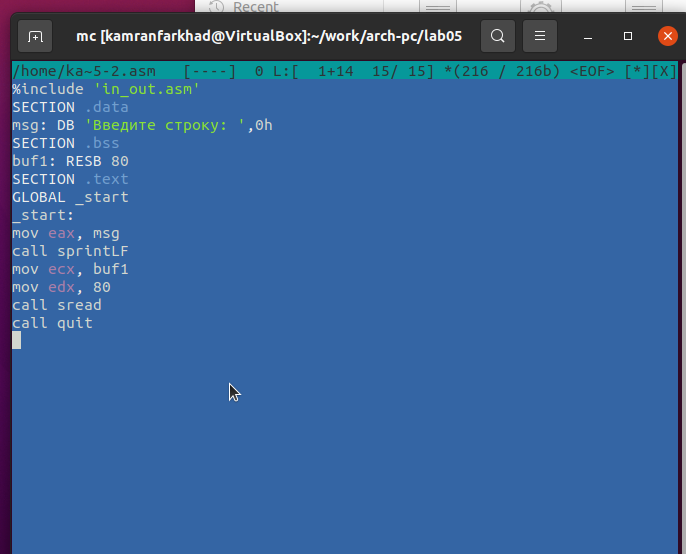 Recent
mc [kamranfarkhad@VirtualBox]:~/work/arch-pc/lab05
/home/ka~5-2.asm   [----]  0 L:[  1+14  15/ 15] *(216 / 216b) <EOF> [*][X]
%include 'in_out.asm'
SECTION .data
msg: DB 'Введите строку: ',0h
SECTION .bss
buf1: RESB 80
SECTION .text
GLOBAL _start
_start:
mov eax, msg
call sprintLF
mov ecx, buf1
mov edx, 80
call sread
call quit